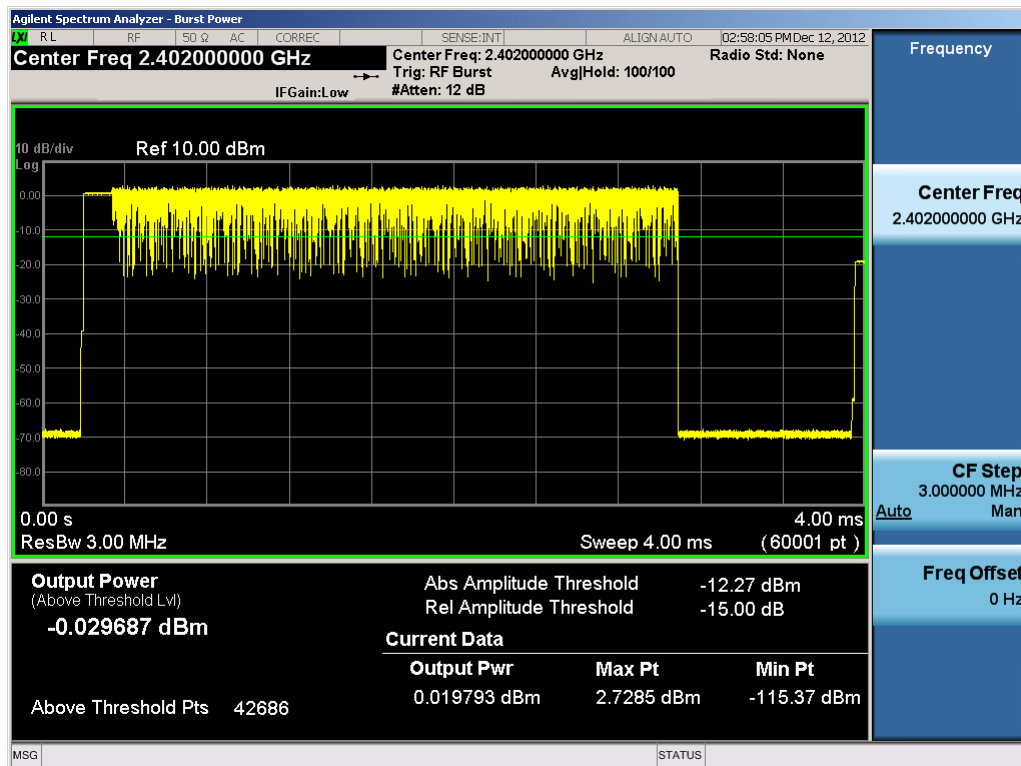 Agilent Spectrum Analyzer - Burst Power
LXI RL RF 50 Ω AC CORREC SENSE:INT ALIGN AUTO 02:58:05 PM Dec 12, 2012
Center Freq 2.402000000 GHz
IFGain:Low
Center Freq: 2.402000000 GHz Radio Std: None
Trig: RF Burst Avg|Hold: 100/100
#Atten: 12 dB
Frequency
10 dB/div Ref 10.00 dBm
Log
0.00
-10.0
-20.0
-30.0
-40.0
-50.0
-60.0
-70.0
-80.0
0.00 s 4.00 ms
ResBw 3.00 MHz Sweep 4.00 ms (60001 pt )
Center Freq
2.402000000 GHz
CF Step
3.000000 MHz
Auto Man
Freq Offset
0 Hz
Output Power
(Above Threshold Lvl)
-0.029687 dBm
Above Threshold Pts 42686
Abs Amplitude Threshold -12.27 dBm
Rel Amplitude Threshold -15.00 dB
Current Data
Output Pwr Max Pt Min Pt
0.019793 dBm 2.7285 dBm -115.37 dBm
MSG STATUS